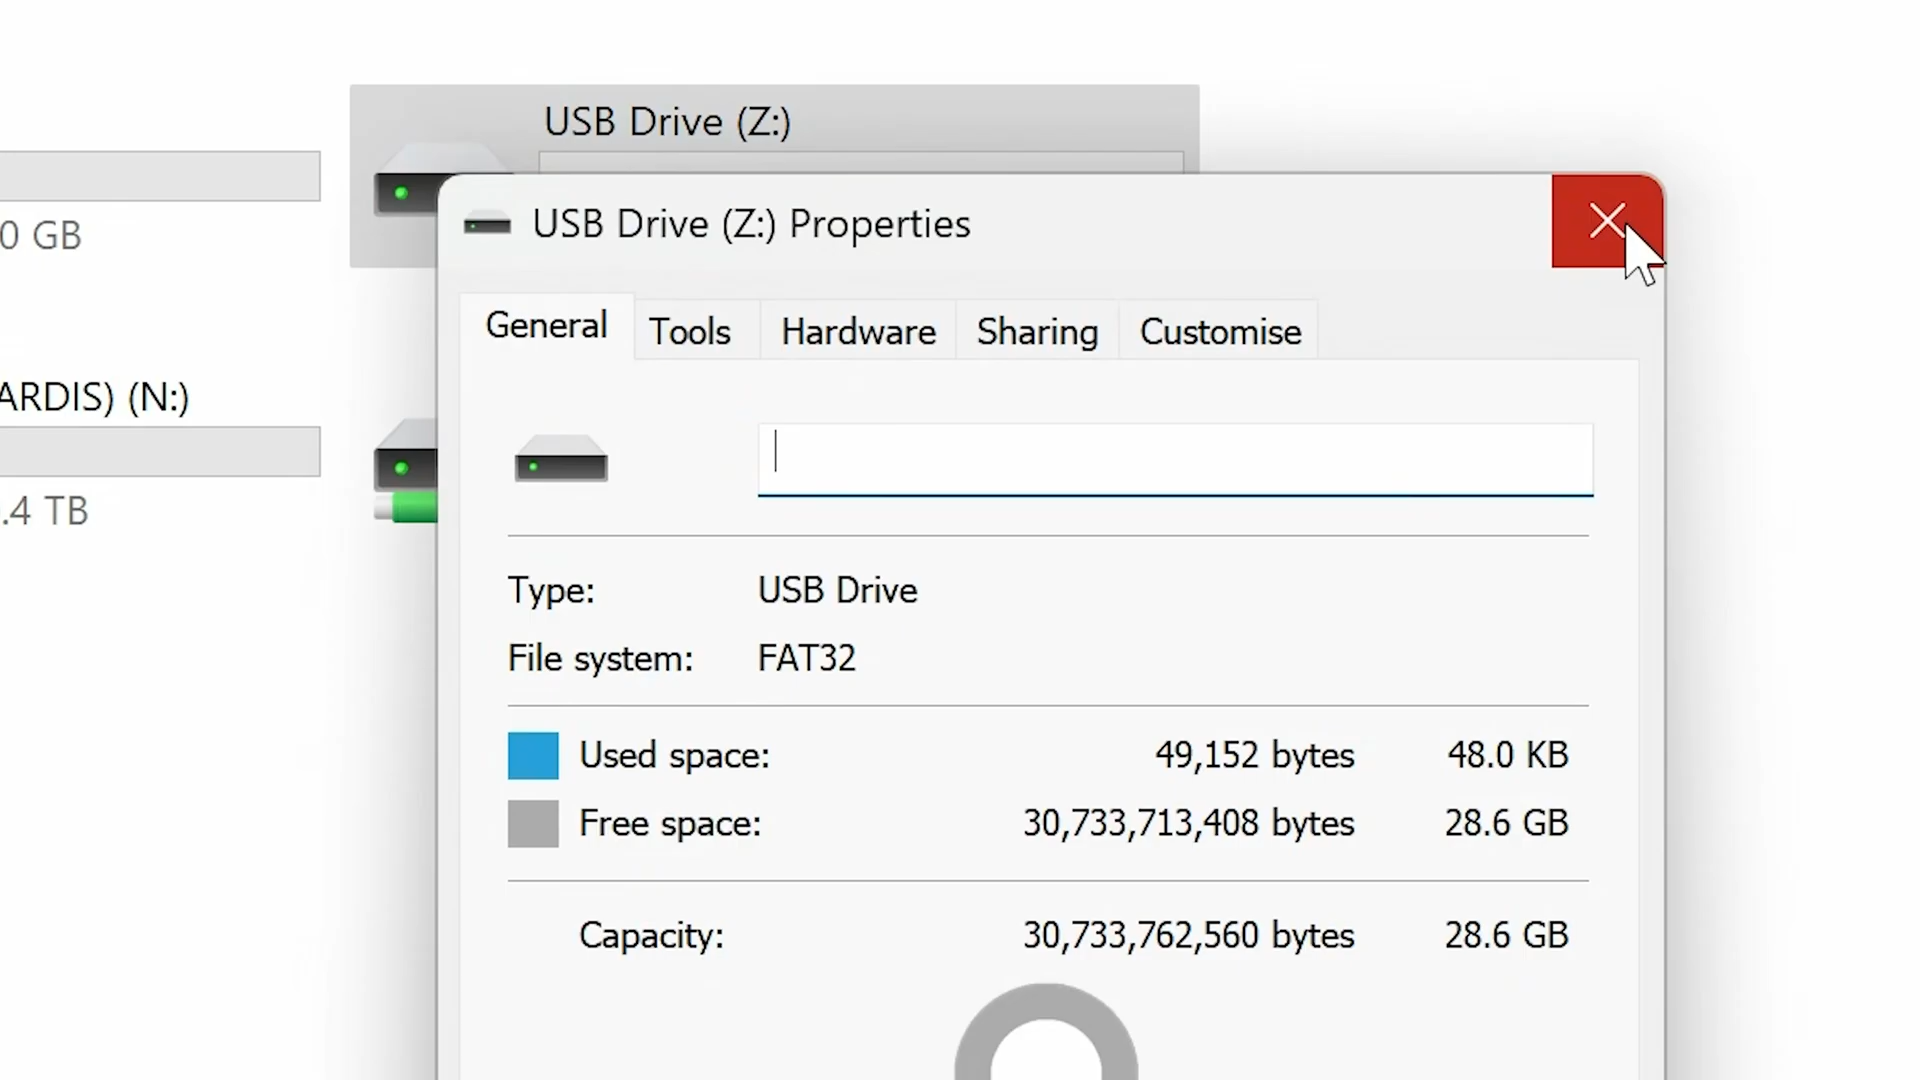 USB Drive (Z:)
0 GB
ARDIS) (N:)
.4 TB
USB Drive (Z:) Properties
General Tools Hardware Sharing Customise
Type: USB Drive
File system: FAT32
Used space: 49,152 bytes 48.0 KB
Free space: 30,733,713,408 bytes 28.6 GB
Capacity: 30,733,762,560 bytes 28.6 GB